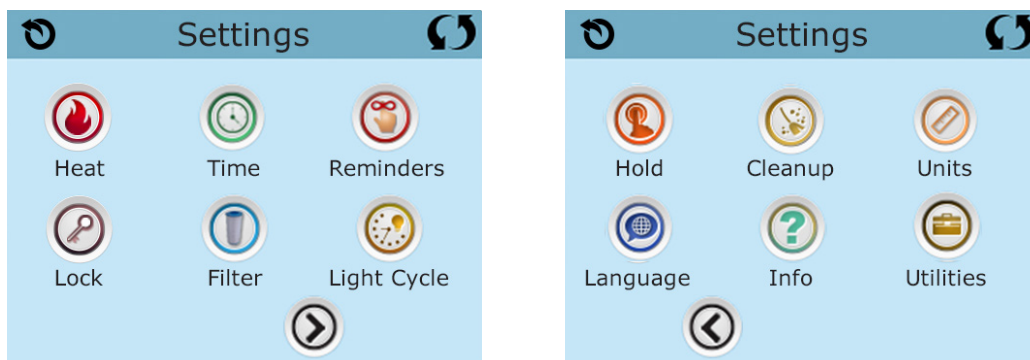 Settings
Heat Time Reminders
Lock Filter Light Cycle
Settings
Hold Cleanup Units
Language Info Utilities